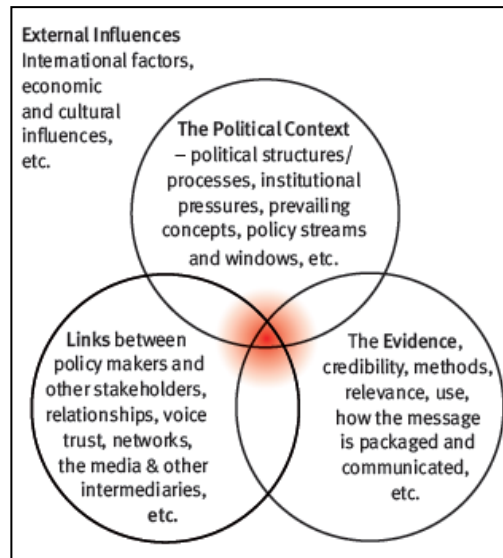 External Influences
International factors,
economic
and cultural
influences,
etc.
The Political Context
– political structures/
processes, institutional
pressures, prevailing
concepts, policy streams
and windows, etc.
Links between
policy makers and
other stakeholders,
relationships, voice
trust, networks,
the media & other
intermediaries,
etc.
The Evidence,
credibility, methods,
relevance, use,
how the message
is packaged and
communicated,
etc.